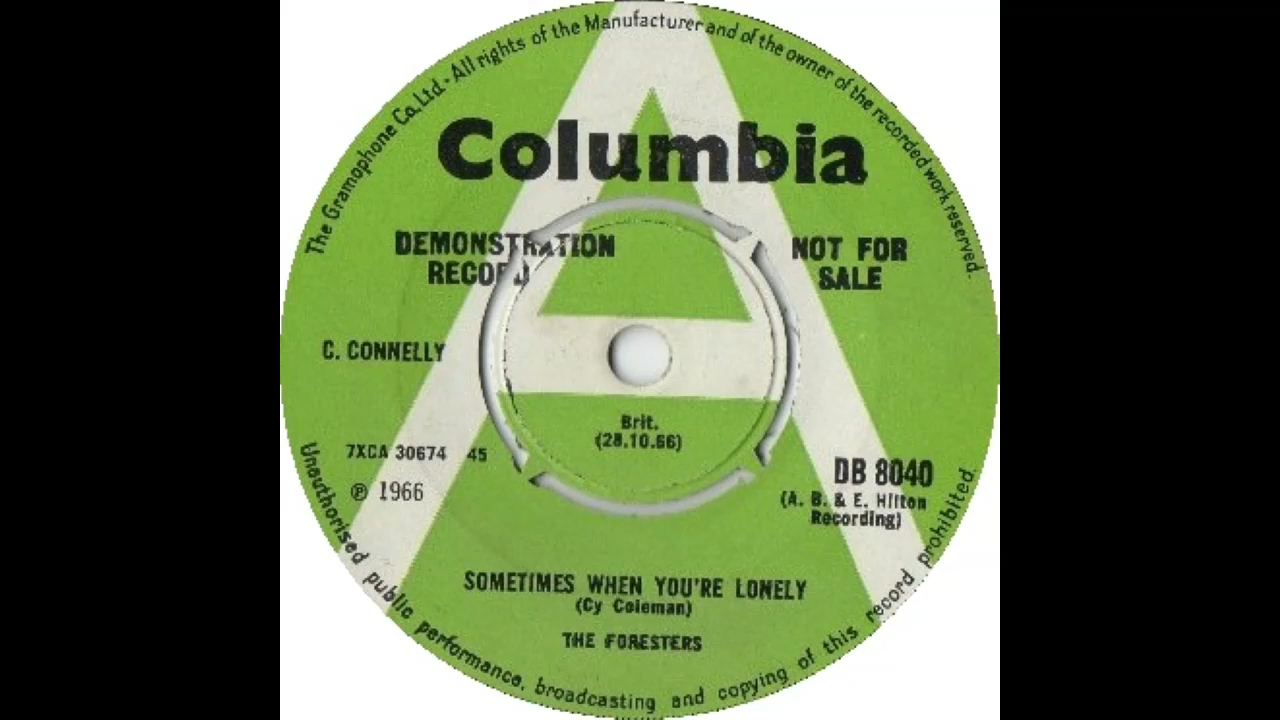 The Gramophone Co. Ltd. · All rights of the Manufacturer and of the owner of the recorded work reserved.
Columbia
DEMONSTRATION
RECORD
NOT FOR
SALE
C. CONNELLY
Brit.
(28.10.66)
7XCA 30674 45
℗ 1966
DB 8040
(A. B. & E. Hilton
Recording)
SOMETIMES WHEN YOU'RE LONELY
(Cy Coleman)
THE FORESTERS
Unauthorised public performance, broadcasting and copying of this record prohibited.